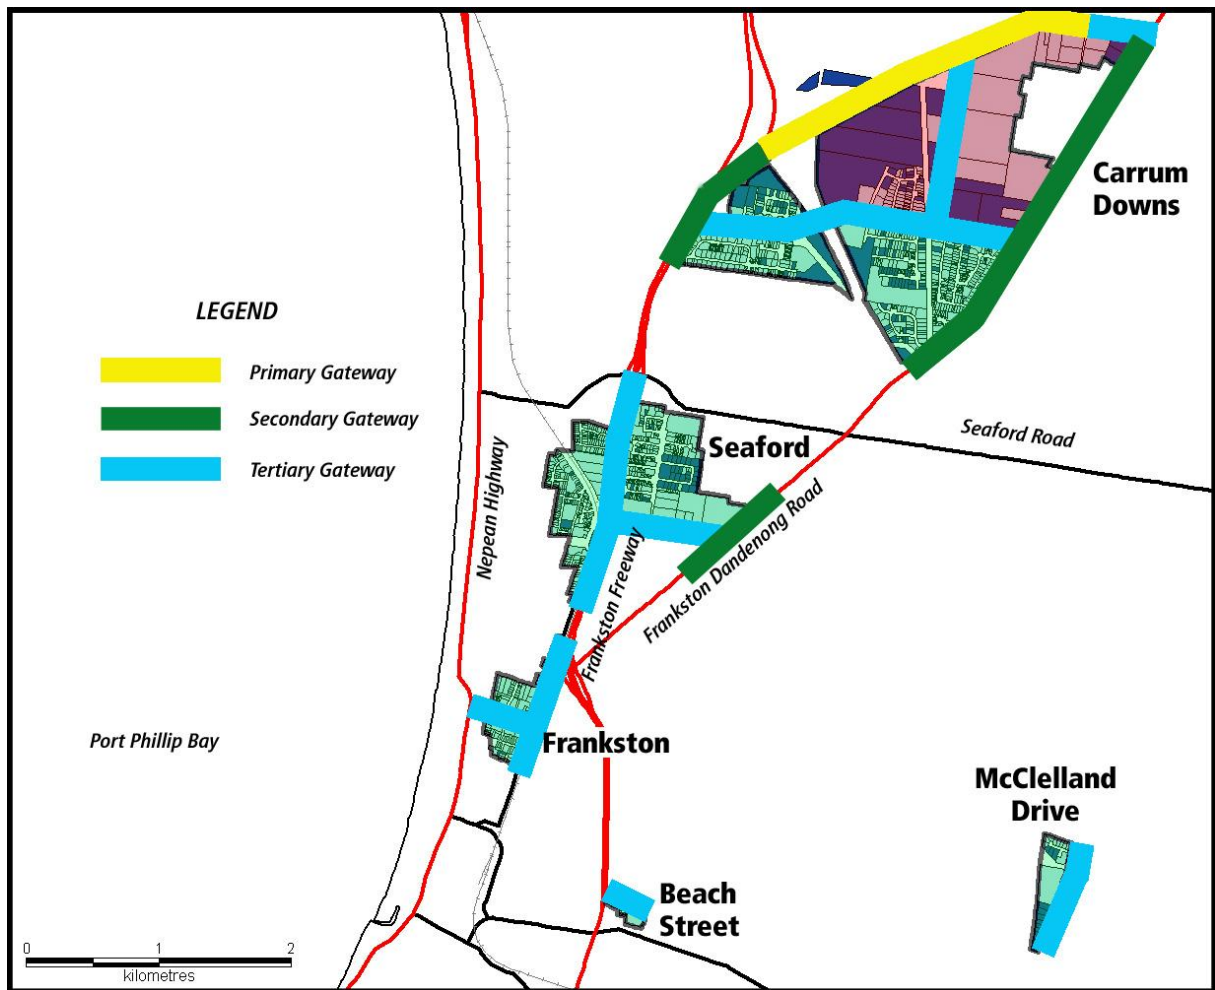 Carrum
Downs
LEGEND
Primary Gateway
Secondary Gateway
Tertiary Gateway
Seaford Road
Seaford
Nepean Highway
Frankston Dandenong Road
Frankston Freeway
Port Phillip Bay
Frankston
McClelland
Drive
Beach
Street
0 1 2
kilometres